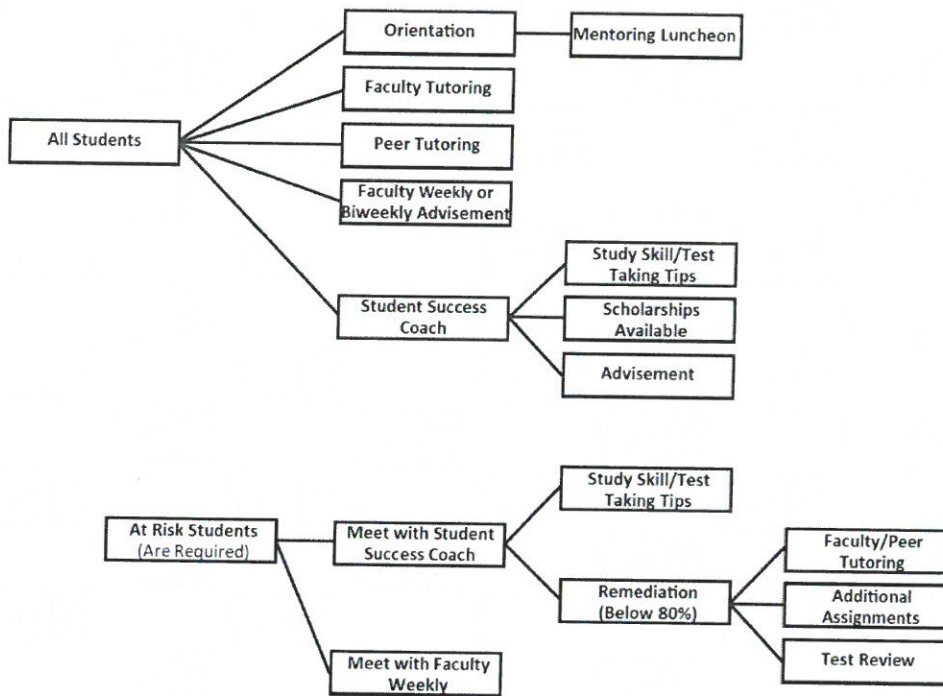 Orientation
Mentoring Luncheon
Faculty Tutoring
All Students
Peer Tutoring
Faculty Weekly or
Biweekly Advisement
Study Skill/Test
Taking Tips
Student Success
Coach
Scholarships
Available
Advisement
Study Skill/Test
Taking Tips
At Risk Students
(Are Required)
Meet with Student
Success Coach
Faculty/Peer
Tutoring
Remediation
(Below 80%)
Additional
Assignments
Test Review
Meet with Faculty
Weekly